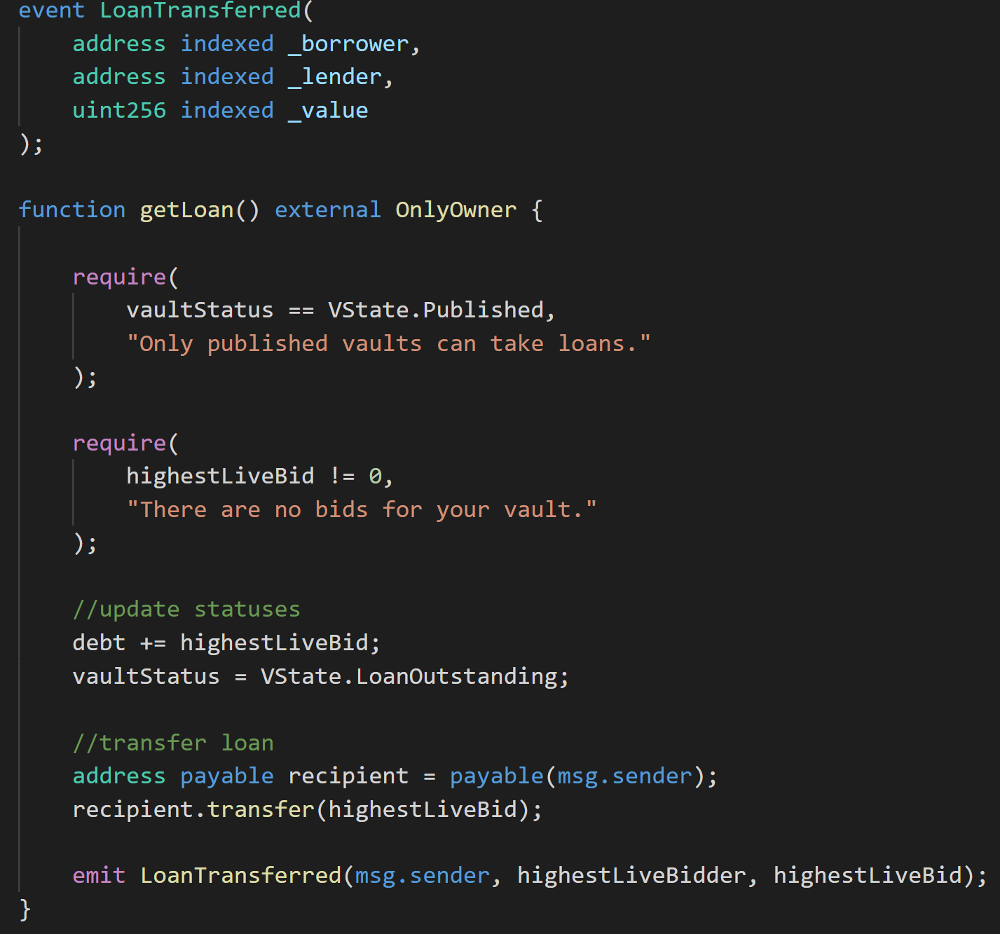 event LoanTransferred(
    address indexed _borrower,
    address indexed _lender,
    uint256 indexed _value
);

function getLoan() external OnlyOwner {

    require(
        vaultStatus == VState.Published,
        "Only published vaults can take loans."
    );

    require(
        highestLiveBid != 0,
        "There are no bids for your vault."
    );

    //update statuses
    debt += highestLiveBid;
    vaultStatus = VState.LoanOutstanding;

    //transfer loan
    address payable recipient = payable(msg.sender);
    recipient.transfer(highestLiveBid);

    emit LoanTransferred(msg.sender, highestLiveBidder, highestLiveBid);
}